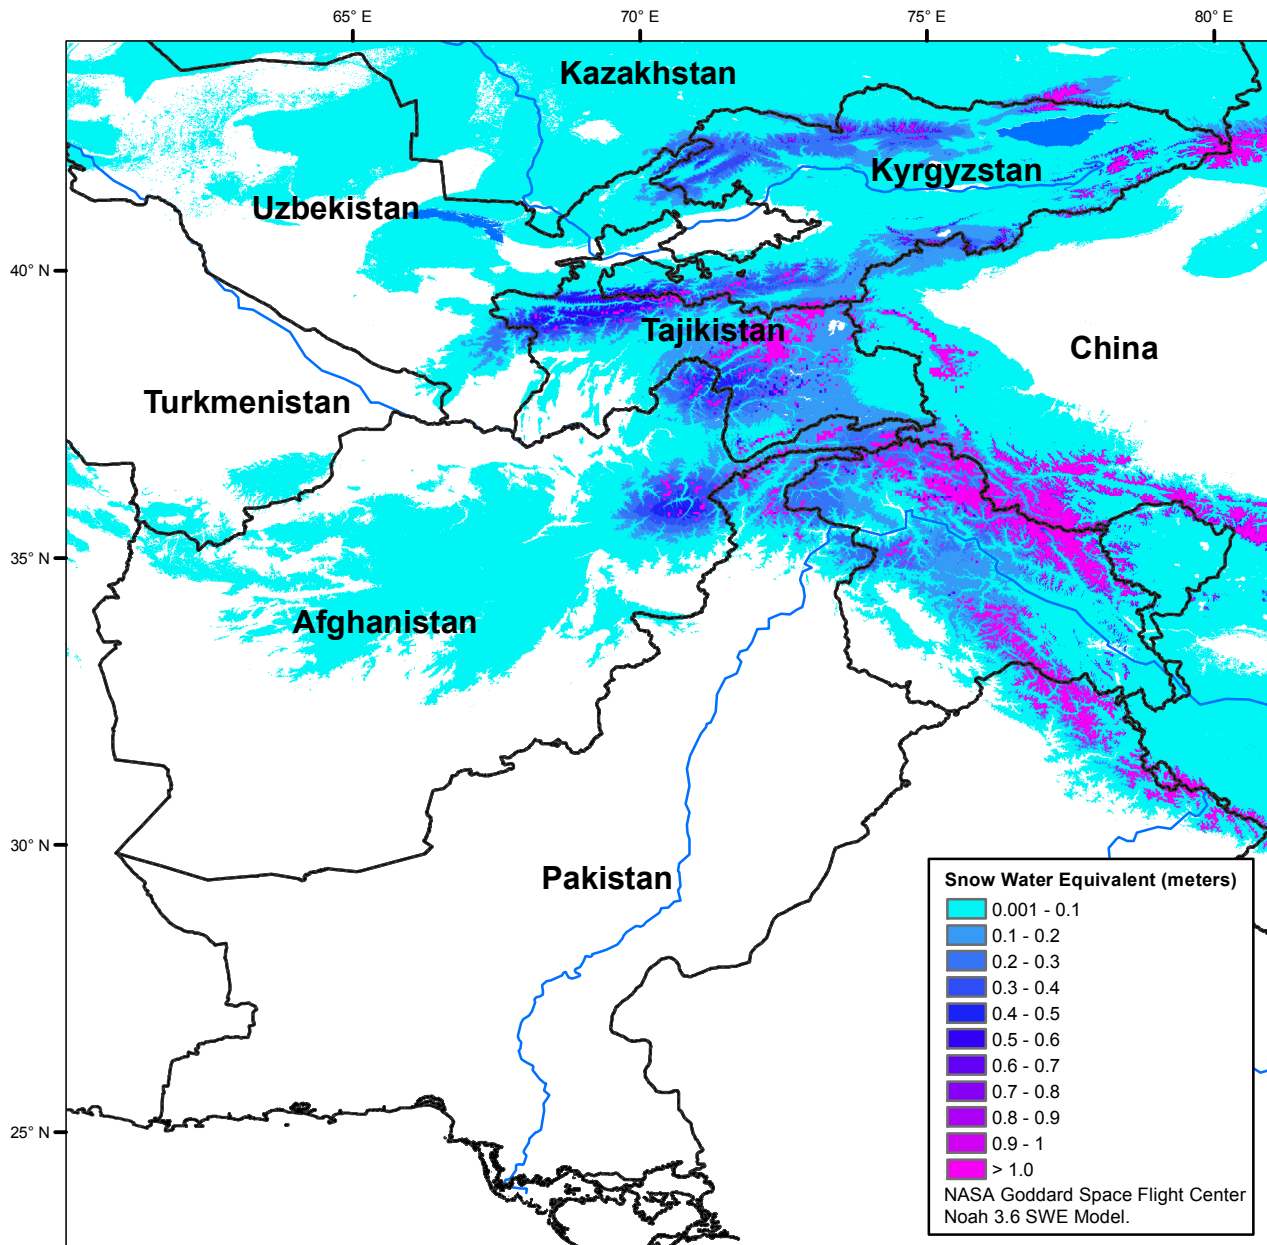 65° E
70° E
75° E
80° E
Kazakhstan
Kyrgyzstan
Uzbekistan
40° N
Tajikistan
China
Turkmenistan
35° N
Afghanistan
30° N
Pakistan
25° N
Snow Water Equivalent (meters)
0.001 - 0.1
0.1 - 0.2
0.2 - 0.3
0.3 - 0.4
0.4 - 0.5
0.5 - 0.6
0.6 - 0.7
0.7 - 0.8
0.8 - 0.9
0.9 - 1
> 1.0
NASA Goddard Space Flight Center
Noah 3.6 SWE Model.